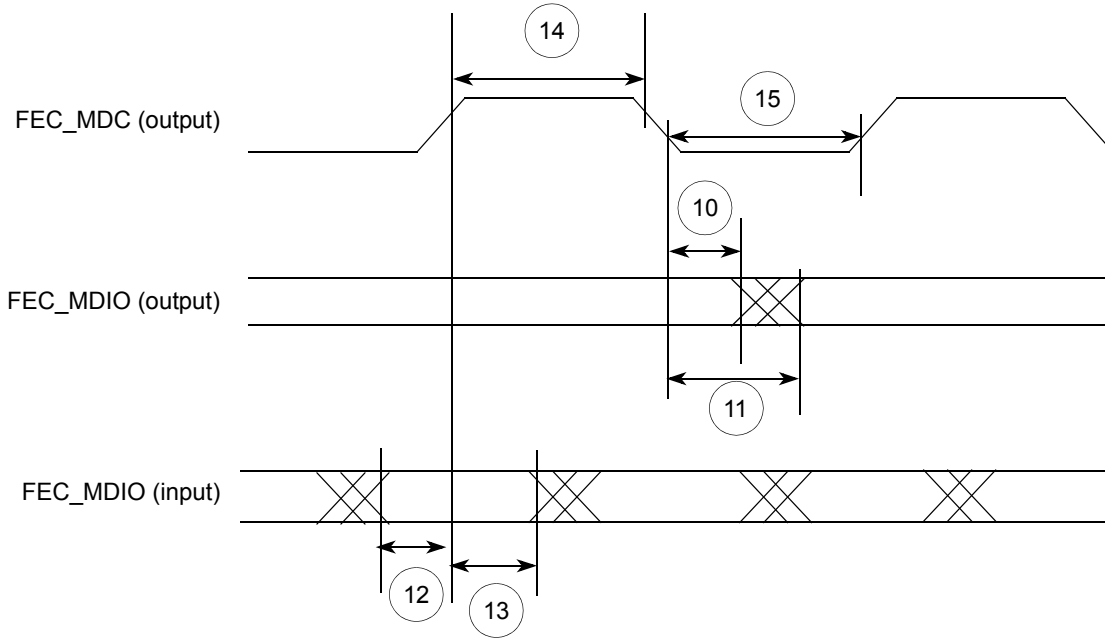 14
FEC_MDC (output)
15
10
FEC_MDIO (output)
11
FEC_MDIO (input)
12
13